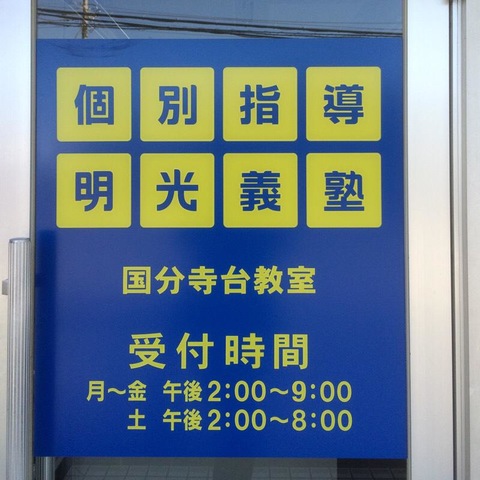 個別指導
明光義塾
国分寺台教室
受付時間
月～金 午後2:00～9:00
土 午後2:00～8:00